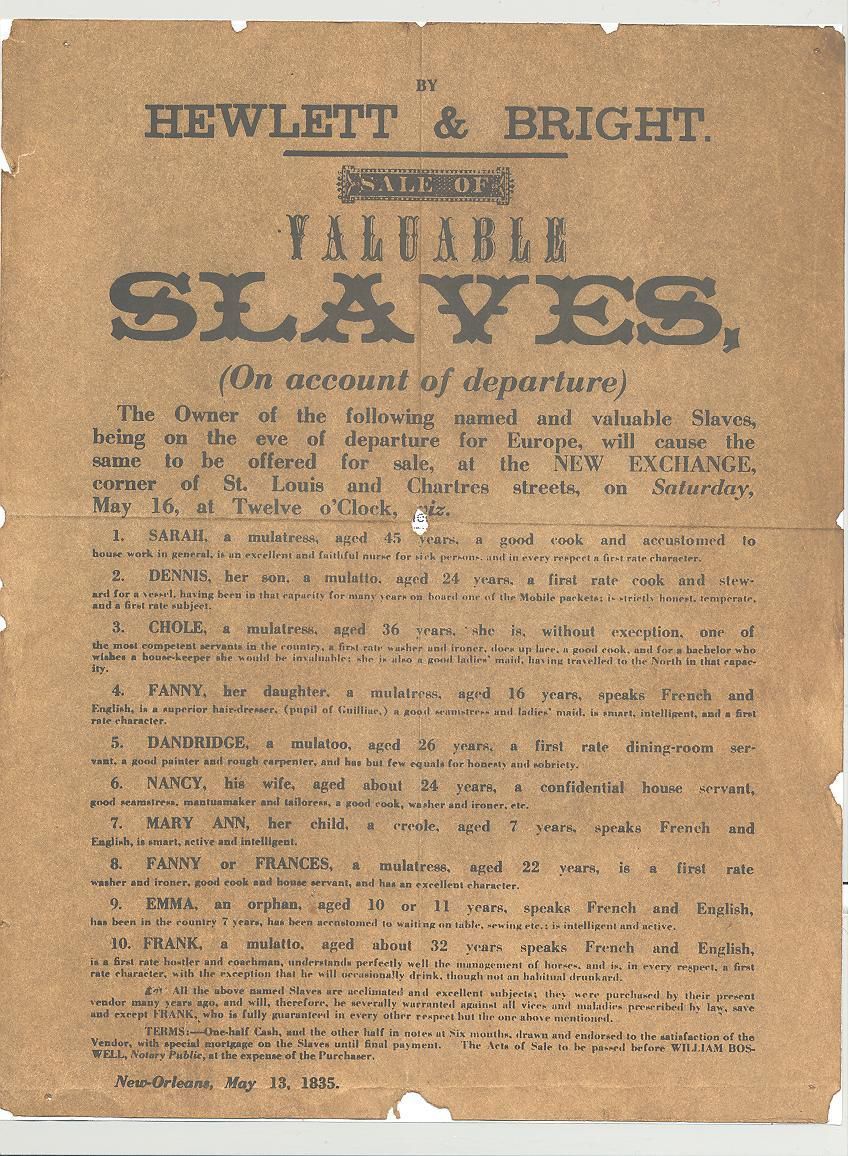 BY
HEWLETT & BRIGHT.
SALE OF
VALUABLE
SLAVES,
(On account of departure)
The Owner of the following named and valuable Slaves,
being on the eve of departure for Europe, will cause the
same to be offered for sale, at the NEW EXCHANGE,
corner of St. Louis and Chartres streets, on Saturday,
May 16, at Twelve o'Clock, viz.
1. SARAH, a mulatress, aged 45 years, a good cook and accustomed to
house work in general, is an excellent and faithful nurse for sick persons, and in every respect a first rate character.
2. DENNIS, her son, a mulatto, aged 24 years, a first rate cook and stew-
ard for a vessel, having been in that capacity for many years on board one of the Mobile packets; is strictly honest, temperate,
and a first rate subject.
3. CHOLE, a mulatress, aged 36 years, she is, without execption, one of
the most competent servants in the country, a first rate washer and ironer, does up lace, a good cook, and for a bachelor who
wishes a house-keeper she would be invaluable; she is also a good ladies' maid, having travelled to the North in that capac-
ity.
4. FANNY, her daughter, a mulatress, aged 16 years, speaks French and
English, is a superior hair-dresser, (pupil of Guilliac,) a good seamstress and ladies' maid, is smart, intelligent, and a first
rate character.
5. DANDRIDGE, a mulatoo, aged 26 years, a first rate dining-room ser-
vant, a good painter and rough carpenter, and has but few equals for honesty and sobriety.
6. NANCY, his wife, aged about 24 years, a confidential house servant,
good seamstress, mantuamaker and tailoress, a good cook, washer and ironer, etc.
7. MARY ANN, her child, a creole, aged 7 years, speaks French and
English, is smart, active and intelligent.
8. FANNY or FRANCES, a mulatress, aged 22 years, is a first rate
washer and ironer, good cook and house servant, and has an excellent character.
9. EMMA, an orphan, aged 10 or 11 years, speaks French and English,
has been in the country 7 years, has been accustomed to waiting on table, sewing etc.; is intelligent and active.
10. FRANK, a mulatto, aged about 32 years speaks French and English,
is a first rate hostler and coachman, understands perfectly well the management of horses, and is, in every respect, a first
rate character, with the exception that he will occasionally drink, though not an habitual drunkard.
All the above named Slaves are acclimated and excellent subjects; they were purchased by their present
vendor many years ago, and will, therefore, be severally warranted against all vices and maladies prescribed by law, save
and except FRANK, who is fully guaranteed in every other respect but the one above mentioned.
TERMS:—One-half Cash, and the other half in notes at Six months, drawn and endorsed to the satisfaction of the
Vendor, with special mortgage on the Slaves until final payment. The Acts of Sale to be passed before WILLIAM BOS-
WELL, Notary Public, at the expense of the Purchaser.
New-Orleans, May 13, 1835.